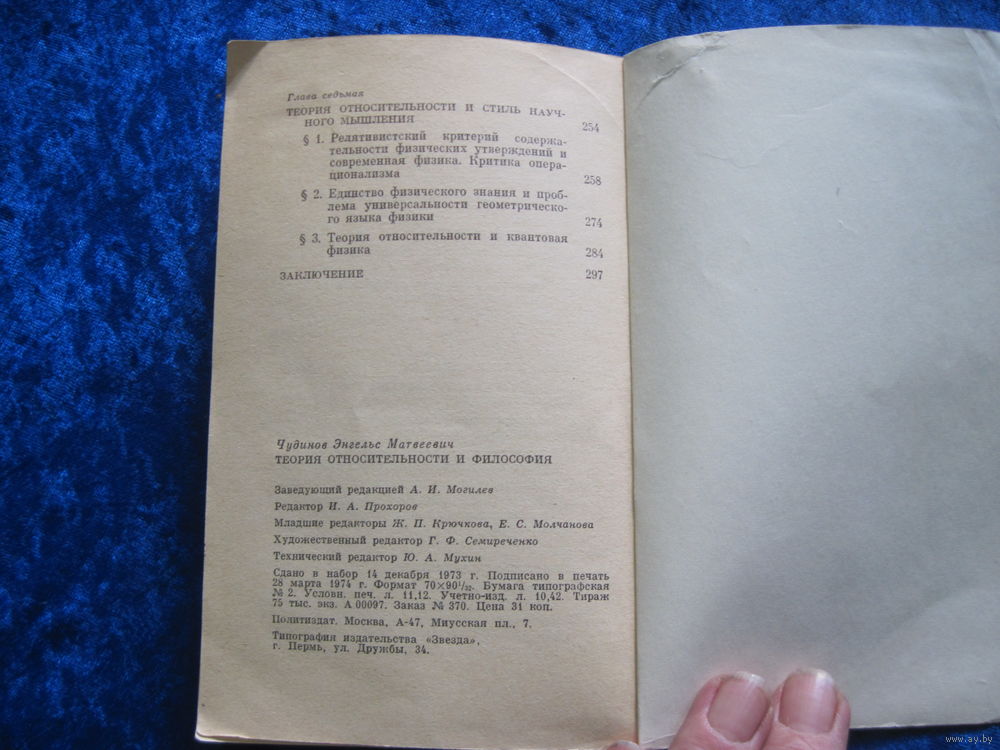 Глава седьмая
ТЕОРИЯ ОТНОСИТЕЛЬНОСТИ И СТИЛЬ НАУЧ-
НОГО МЫШЛЕНИЯ 254
§ 1. Релятивистский критерий содержа-
тельности физических утверждений и
современная физика. Критика опера-
ционализма 258
§ 2. Единство физического знания и проб-
лема универсальности геометрическо-
го языка физики 274
§ 3. Теория относительности и квантовая
физика 284
ЗАКЛЮЧЕНИЕ 297
Чудинов Энгельс Матвеевич
ТЕОРИЯ ОТНОСИТЕЛЬНОСТИ И ФИЛОСОФИЯ
Заведующий редакцией А. И. Могилев
Редактор И. А. Прохоров
Младшие редакторы Ж. П. Крючкова, Е. С. Молчанова
Художественный редактор Г. Ф. Семиреченко
Технический редактор Ю. А. Мухин
Сдано в набор 14 декабря 1973 г. Подписано в печать
28 марта 1974 г. Формат 70×90¹/₃₂. Бумага типографская
№ 2. Условн. печ. л. 11,12. Учетно-изд. л. 10,42. Тираж
75 тыс. экз. А 00097. Заказ № 370. Цена 31 коп.
Политиздат. Москва, А-47, Миусская пл., 7.
Типография издательства «Звезда»,
г. Пермь, ул. Дружбы, 34.
www.ay.by